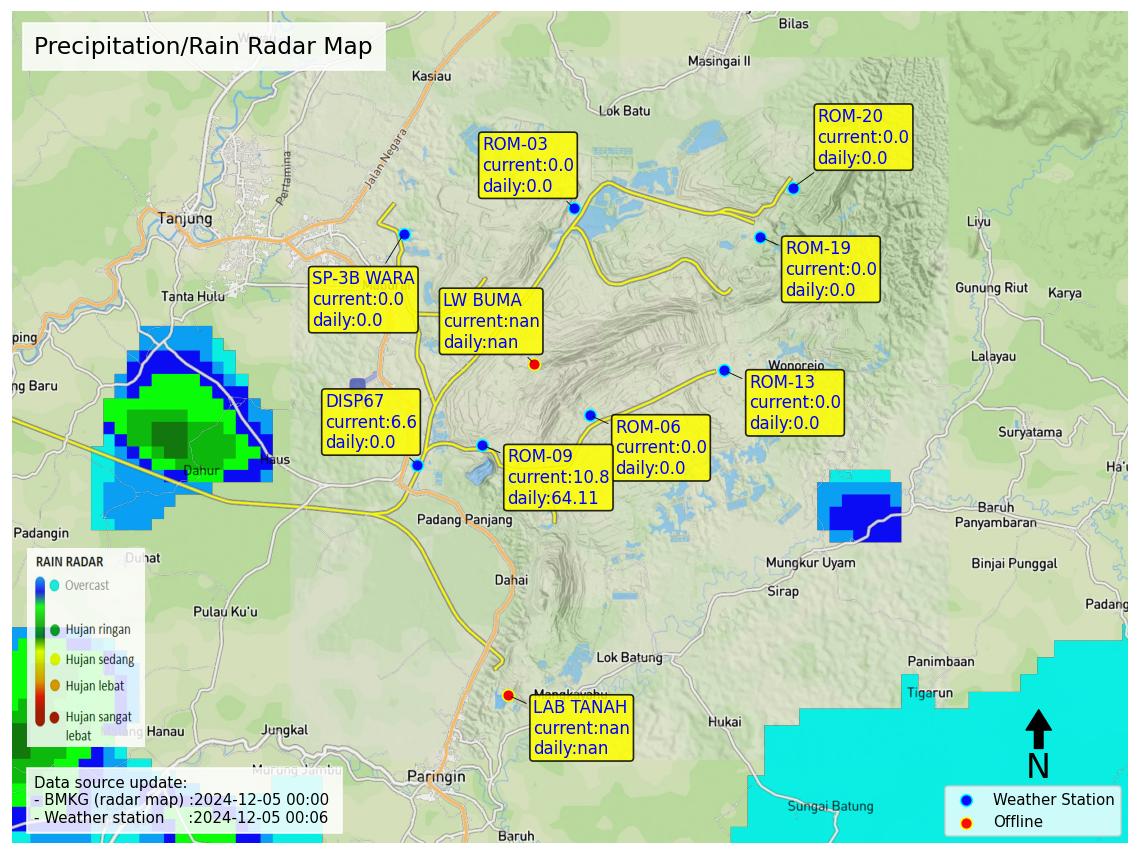 Precipitation/Rain Radar Map
Bilas
Masingai II
Kasiau
Lok Batu
Jalan Negara
Pertamina
Tanjung
Tanta Hulu
Liyu
Gunung Riut
Karya
Lalayau
Suryatama
ROM-20
current:0.0
daily:0.0
ROM-03
current:0.0
daily:0.0
ROM-19
current:0.0
daily:0.0
SP-3B WARA
current:0.0
daily:0.0
LW BUMA
current:nan
daily:nan
Wonorejo
ROM-13
current:0.0
daily:0.0
DISP67
current:6.6
daily:0.0
ROM-06
current:0.0
daily:0.0
ROM-09
current:10.8
daily:64.11
ping
ng Baru
Haus
Dahur
Padangin
Duhat
Padang Panjang
Baruh
Panyambaran
Mungkur Uyam
Binjai Punggal
Sirap
Dahai
Pulau Ku'u
Padang
Lok Batung
Panimbaan
Tigarun
Hukai
Sungai Batung
LAB TANAH
current:nan
daily:nan
Hanau
Jungkal
Murung Jambu
Paringin
Baruh
RAIN RADAR
Overcast
Hujan ringan
Hujan sedang
Hujan lebat
Hujan sangat
lebat
Data source update:
- BMKG (radar map) :2024-12-05 00:00
- Weather station :2024-12-05 00:06
N
Weather Station
Offline